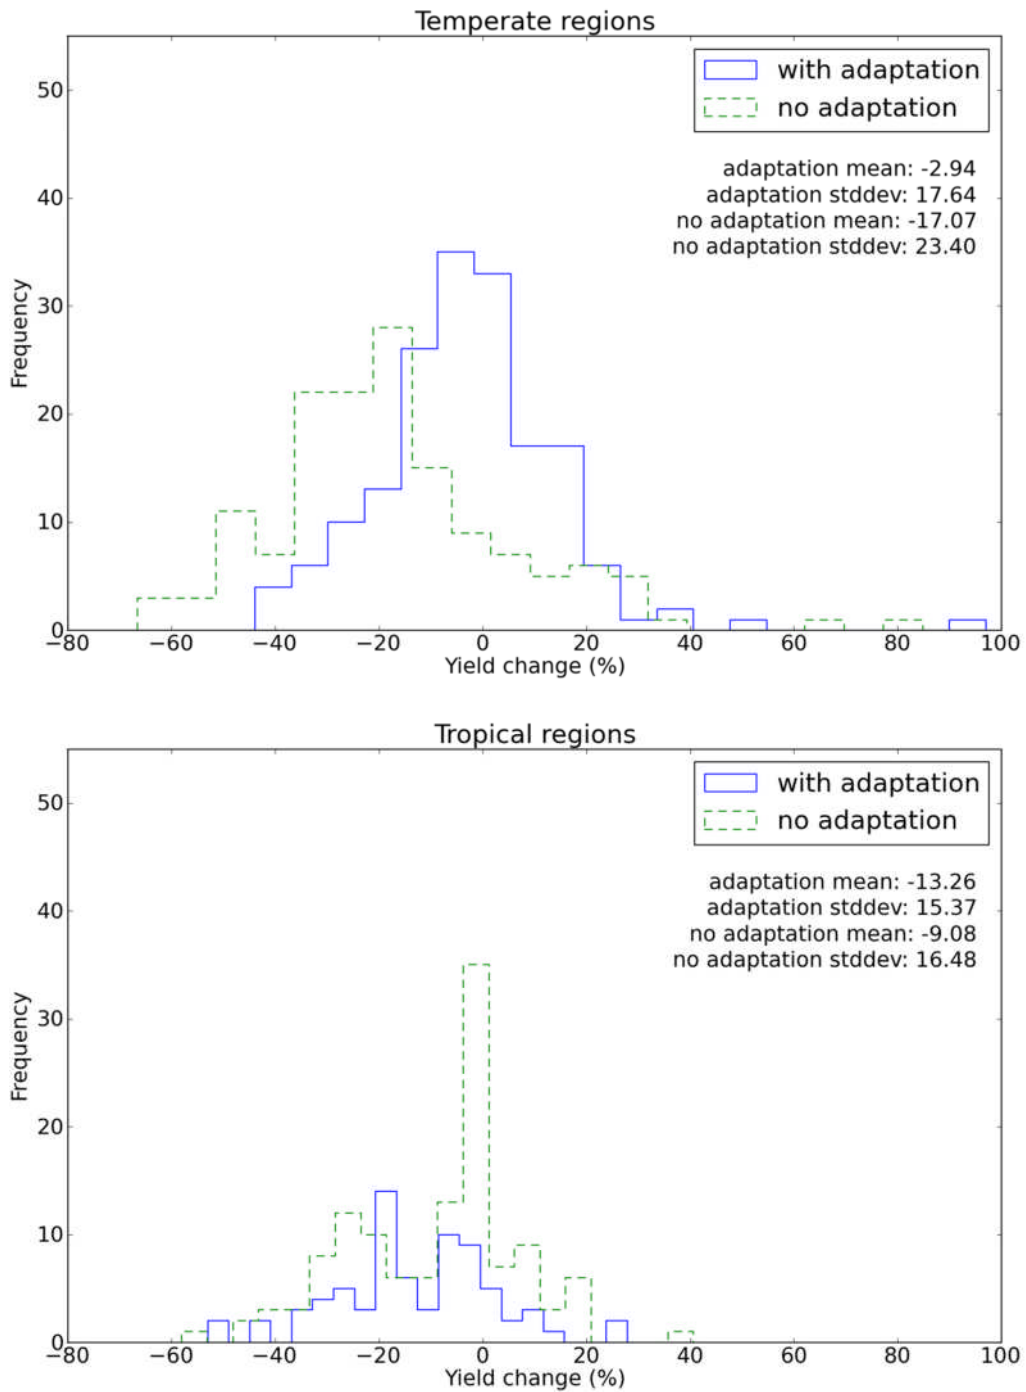 Temperate regions
50
40
30
20
10
0
Frequency
with adaptation
no adaptation
adaptation mean: -2.94
adaptation stddev: 17.64
no adaptation mean: -17.07
no adaptation stddev: 23.40
−80 −60 −40 −20 0 20 40 60 80 100
Yield change (%)
Tropical regions
50
40
30
20
10
0
Frequency
with adaptation
no adaptation
adaptation mean: -13.26
adaptation stddev: 15.37
no adaptation mean: -9.08
no adaptation stddev: 16.48
−80 −60 −40 −20 0 20 40 60 80 100
Yield change (%)